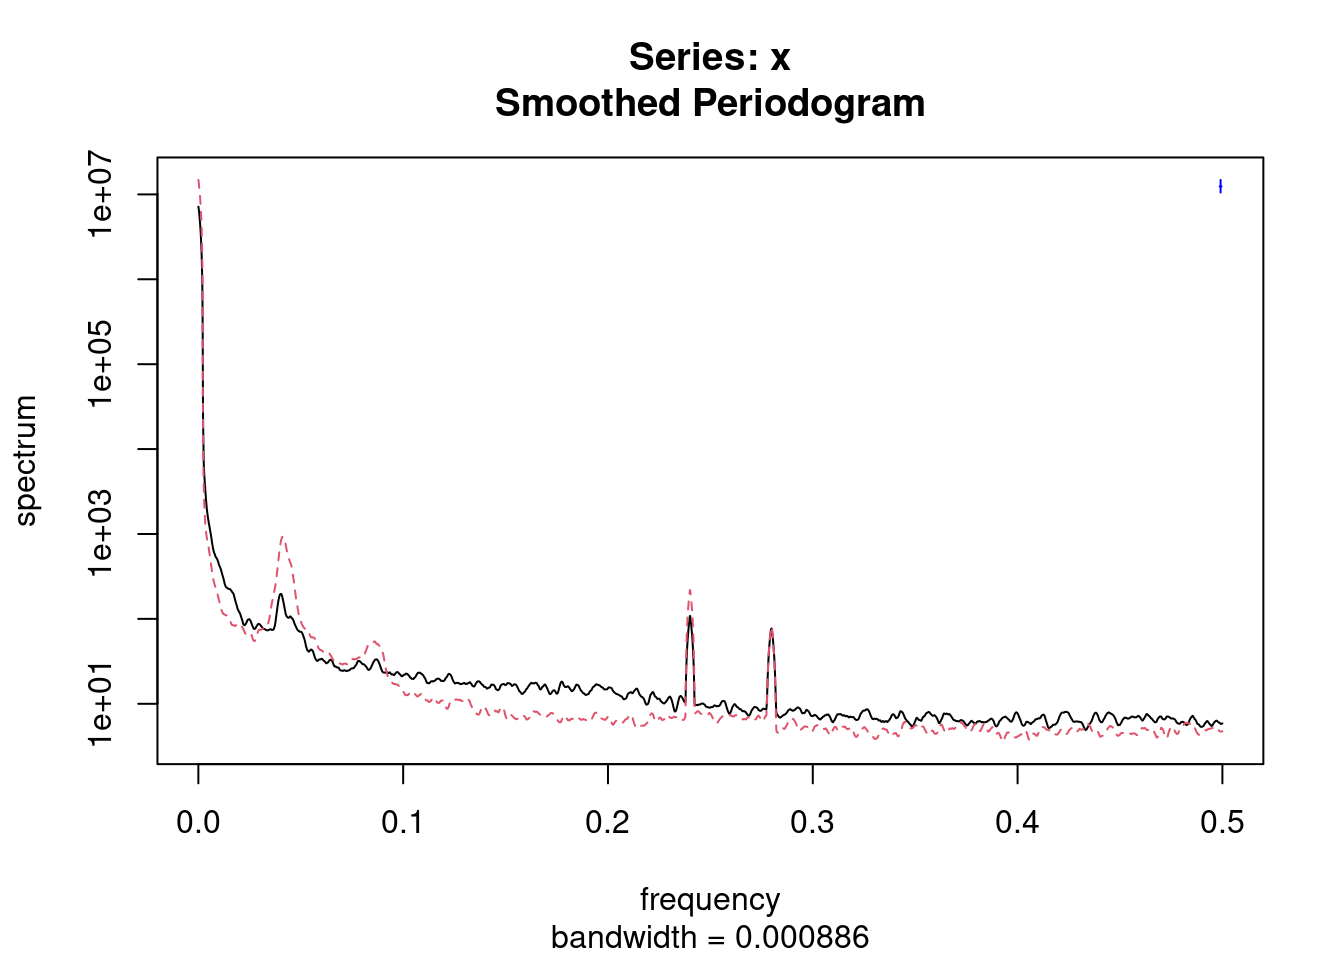 Series: x
Smoothed Periodogram
1e+07
1e+05
1e+03
1e+01
spectrum
0.0 0.1 0.2 0.3 0.4 0.5
frequency
bandwidth = 0.000886